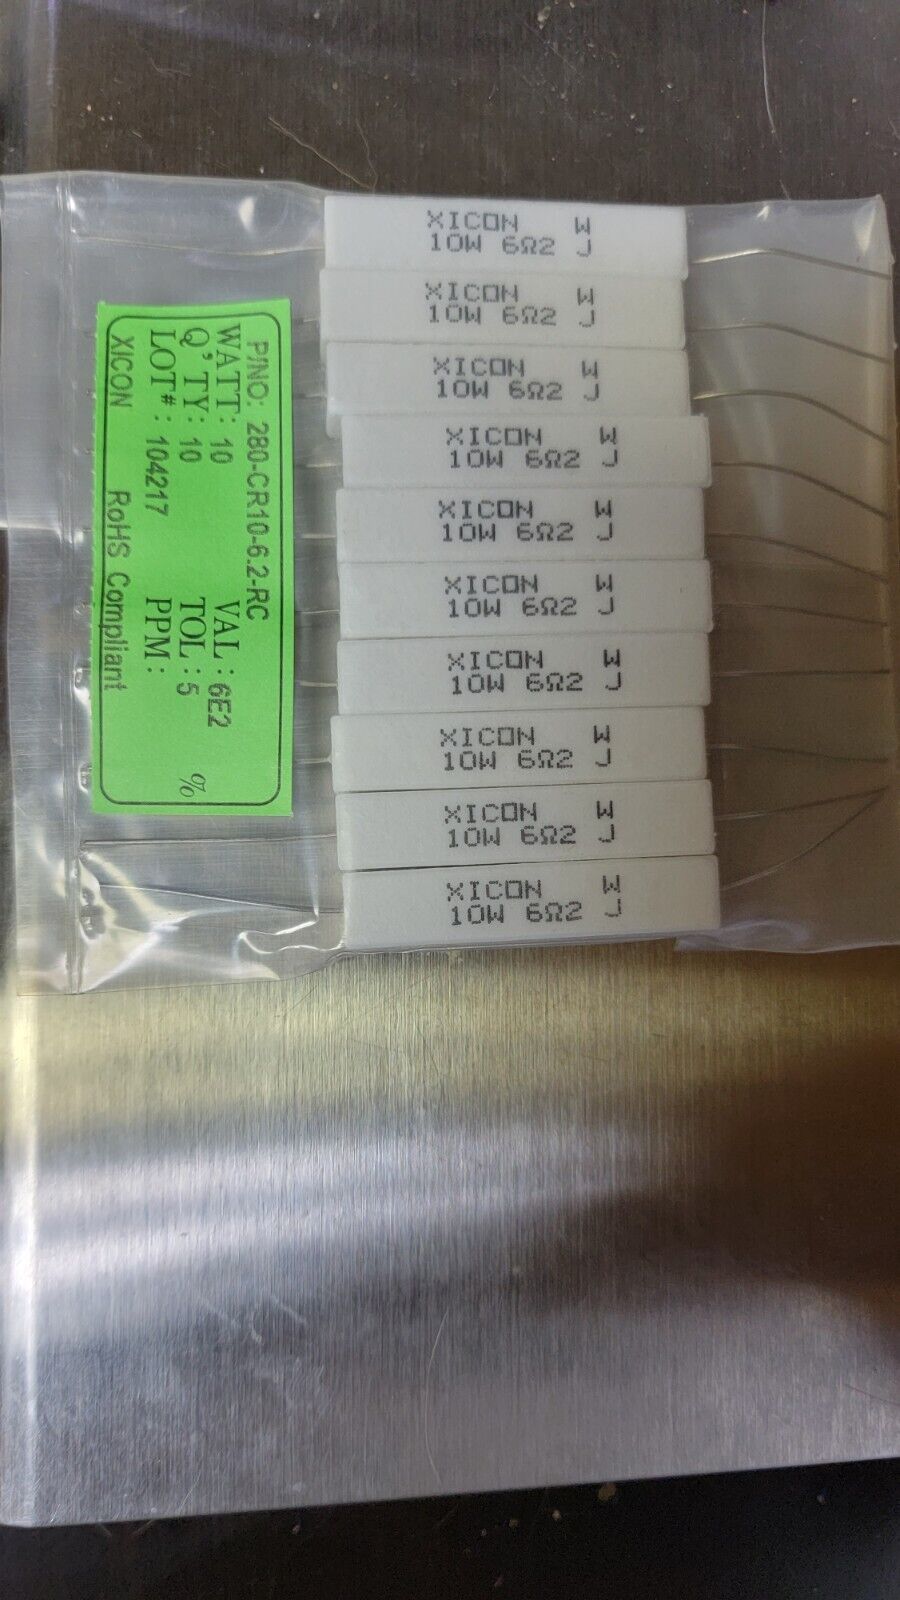 P/NO: 280-CR10-6.2-RC
WATT: 10 VAL: 6E2
Q'TY: 10 TOL: 5 %
LOT#: 104217 PPM:
XICON RoHS Compliant
XICON W
10W 6Ω2 J
XICON W
10W 6Ω2 J
XICON W
10W 6Ω2 J
XICON W
10W 6Ω2 J
XICON W
10W 6Ω2 J
XICON W
10W 6Ω2 J
XICON W
10W 6Ω2 J
XICON W
10W 6Ω2 J
XICON W
10W 6Ω2 J
XICON W
10W 6Ω2 J